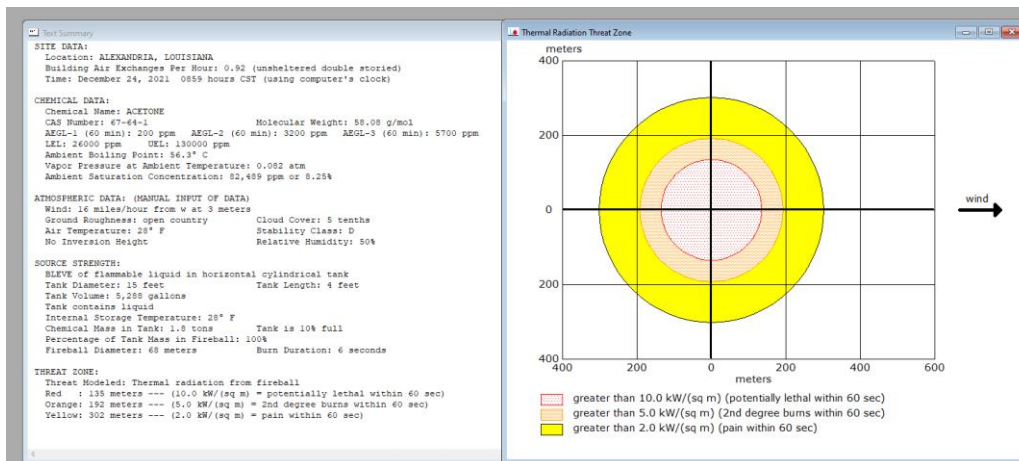 Text Summary
SITE DATA:
Location: ALEXANDRIA, LOUISIANA
Building Air Exchanges Per Hour: 0.92 (unsheltered double storied)
Time: December 24, 2021 0859 hours CST (using computer's clock)
CHEMICAL DATA:
Chemical Name: ACETONE
CAS Number: 67-64-1 Molecular Weight: 58.08 g/mol
AEGL-1 (60 min): 200 ppm AEGL-2 (60 min): 3200 ppm AEGL-3 (60 min): 5700 ppm
LEL: 26000 ppm UEL: 130000 ppm
Ambient Boiling Point: 56.3° C
Vapor Pressure at Ambient Temperature: 0.082 atm
Ambient Saturation Concentration: 82,489 ppm or 8.25%
ATMOSPHERIC DATA: (MANUAL INPUT OF DATA)
Wind: 16 miles/hour from w at 3 meters
Ground Roughness: open country Cloud Cover: 5 tenths
Air Temperature: 28° F Stability Class: D
No Inversion Height Relative Humidity: 50%
SOURCE STRENGTH:
BLEVE of flammable liquid in horizontal cylindrical tank
Tank Diameter: 15 feet Tank Length: 4 feet
Tank Volume: 5,288 gallons
Tank contains liquid
Internal Storage Temperature: 28° F
Chemical Mass in Tank: 1.8 tons Tank is 10% full
Percentage of Tank Mass in Fireball: 100%
Fireball Diameter: 68 meters Burn Duration: 6 seconds
THREAT ZONE:
Threat Modeled: Thermal radiation from fireball
Red : 135 meters --- (10.0 kW/(sq m) = potentially lethal within 60 sec)
Orange: 192 meters --- (5.0 kW/(sq m) = 2nd degree burns within 60 sec)
Yellow: 302 meters --- (2.0 kW/(sq m) = pain within 60 sec)
Thermal Radiation Threat Zone
meters
400
200
0
200
400
400 200 0 200 400 600
meters
wind
greater than 10.0 kW/(sq m) (potentially lethal within 60 sec)
greater than 5.0 kW/(sq m) (2nd degree burns within 60 sec)
greater than 2.0 kW/(sq m) (pain within 60 sec)